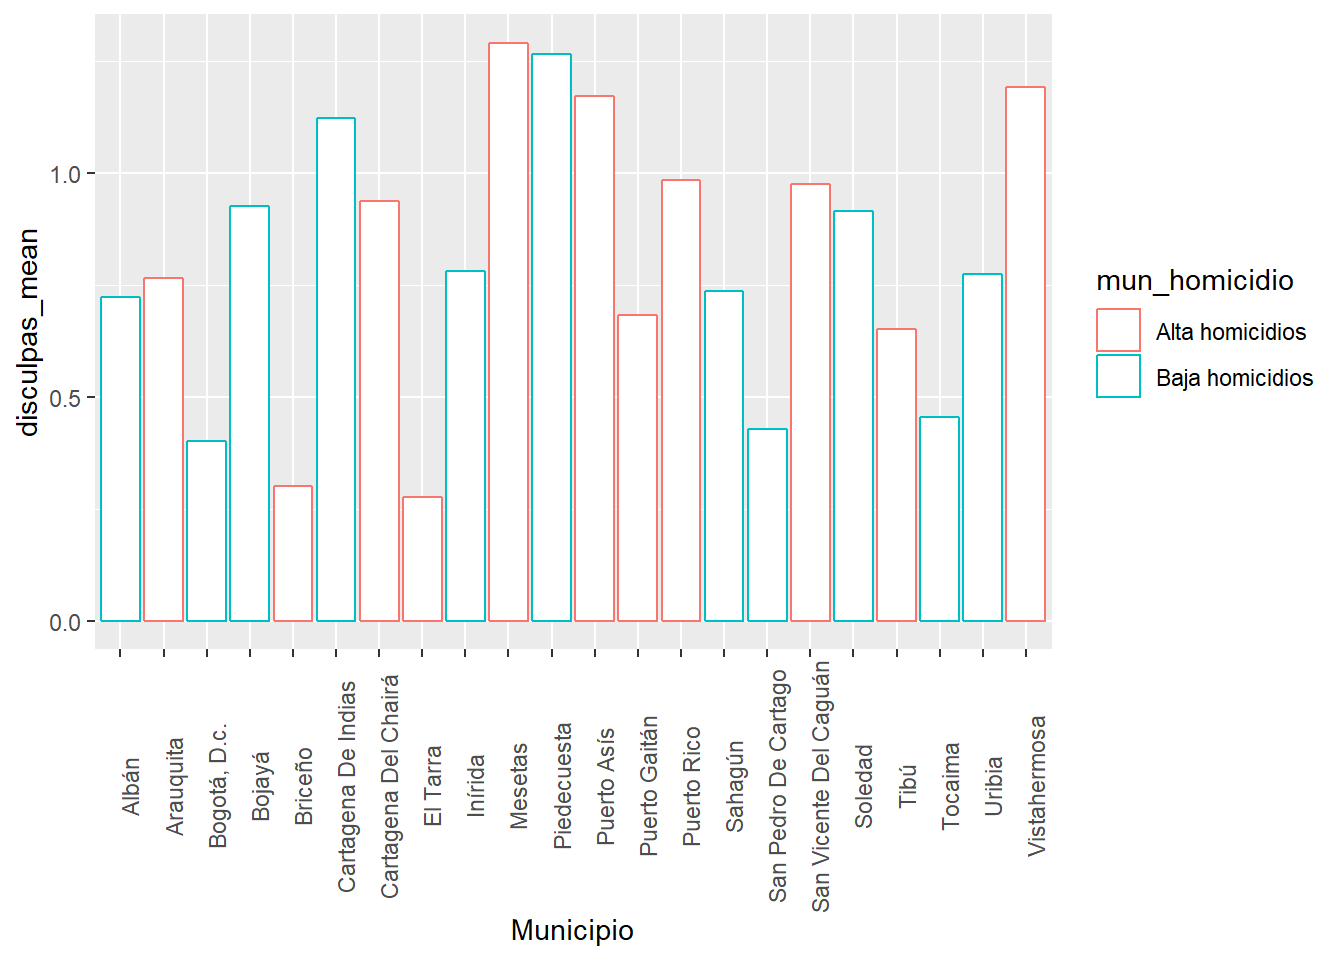 disculpas_mean
1.0
0.5
0.0
Albán
Arauquita
Bogotá, D.c.
Bojayá
Briceño
Cartagena De Indias
Cartagena Del Chairá
El Tarra
Inírida
Mesetas
Piedecuesta
Puerto Asís
Puerto Gaitán
Puerto Rico
Sahagún
San Pedro De Cartago
San Vicente Del Caguán
Soledad
Tibú
Tocaima
Uribia
Vistahermosa
Municipio
mun_homicidio
Alta homicidios
Baja homicidios